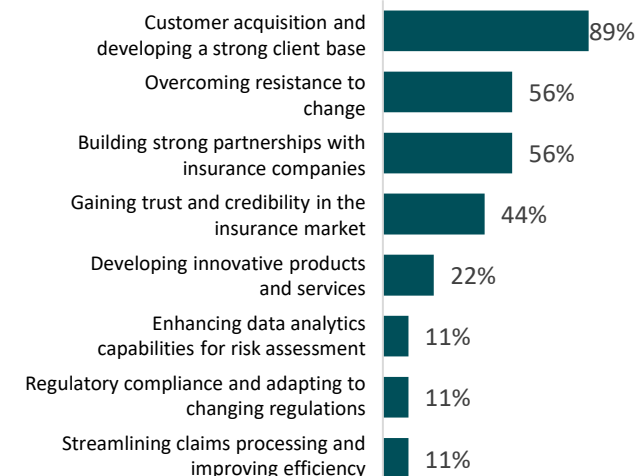 Customer acquisition and
developing a strong client base
89%
Overcoming resistance to
change
56%
Building strong partnerships with
insurance companies
56%
Gaining trust and credibility in the
insurance market
44%
Developing innovative products
and services
22%
Enhancing data analytics
capabilities for risk assessment
11%
Regulatory compliance and adapting to
changing regulations
11%
Streamlining claims processing and
improving efficiency
11%